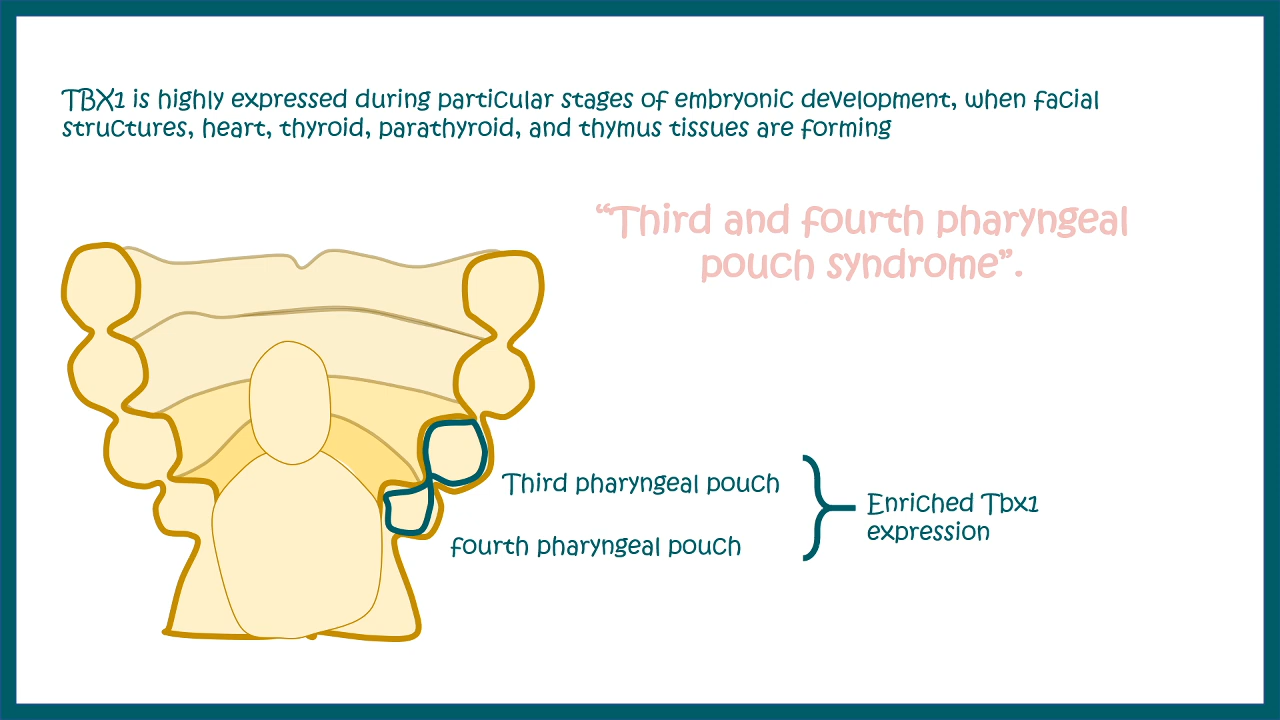 TBX1 is highly expressed during particular stages of embryonic development, when facial
structures, heart, thyroid, parathyroid, and thymus tissues are forming
“Third and fourth pharyngeal
pouch syndrome”.
Third pharyngeal pouch
fourth pharyngeal pouch
Enriched Tbx1
expression